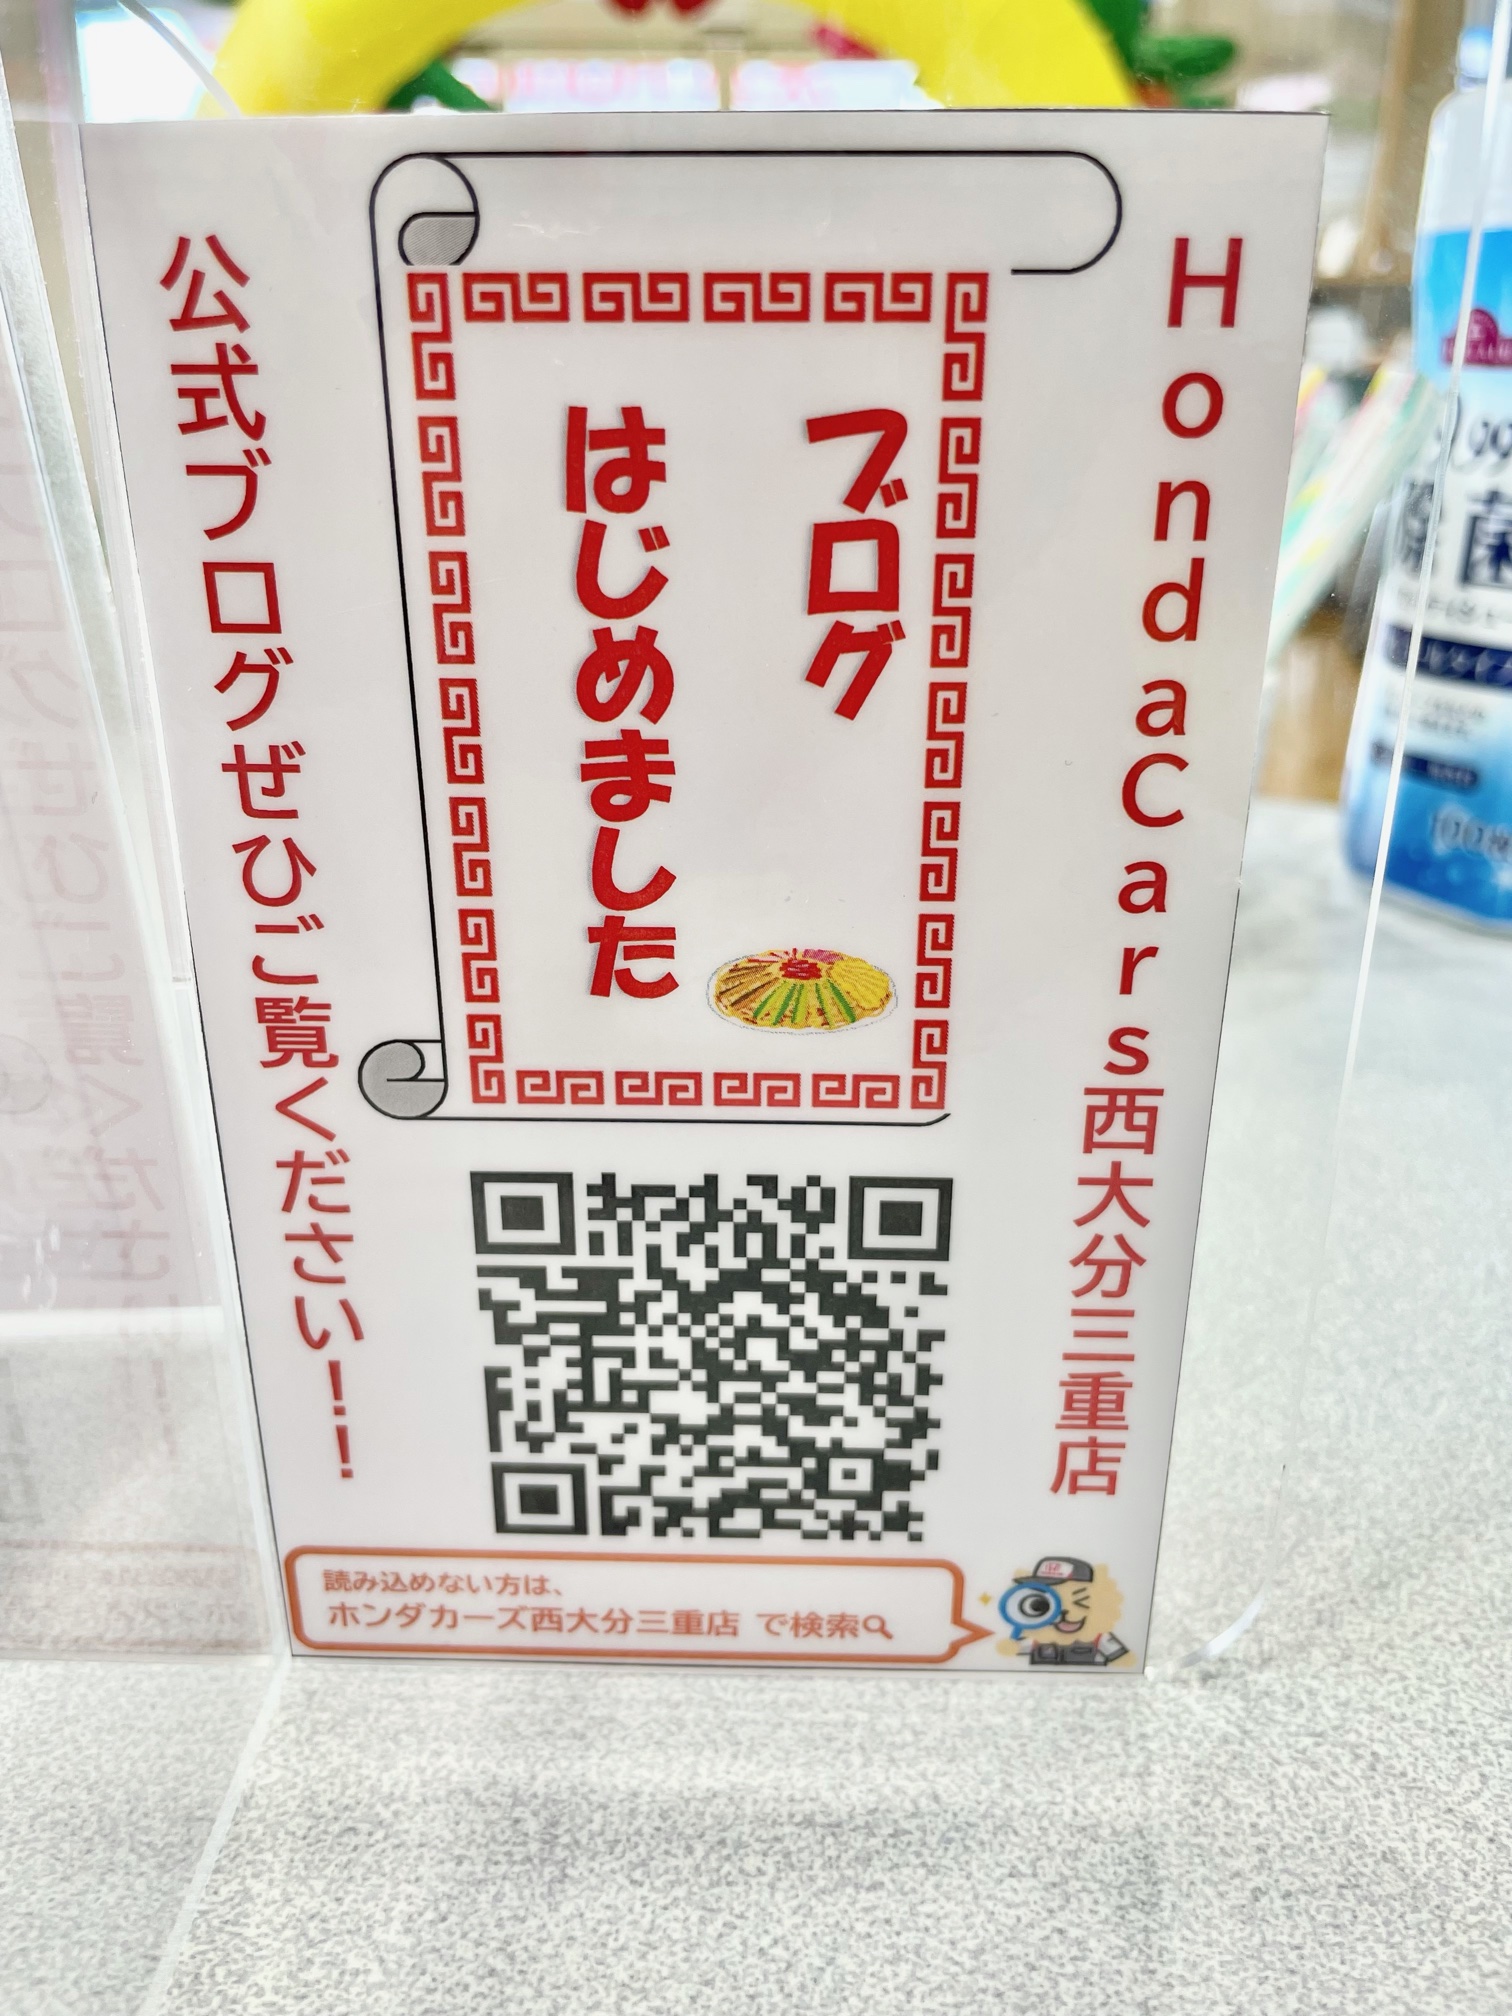 HondaCars西大分三重店
ブログ
はじめました
公式ブログぜひご覧ください！！
読み込めない方は、
ホンダカーズ西大分三重店 で検索
除菌